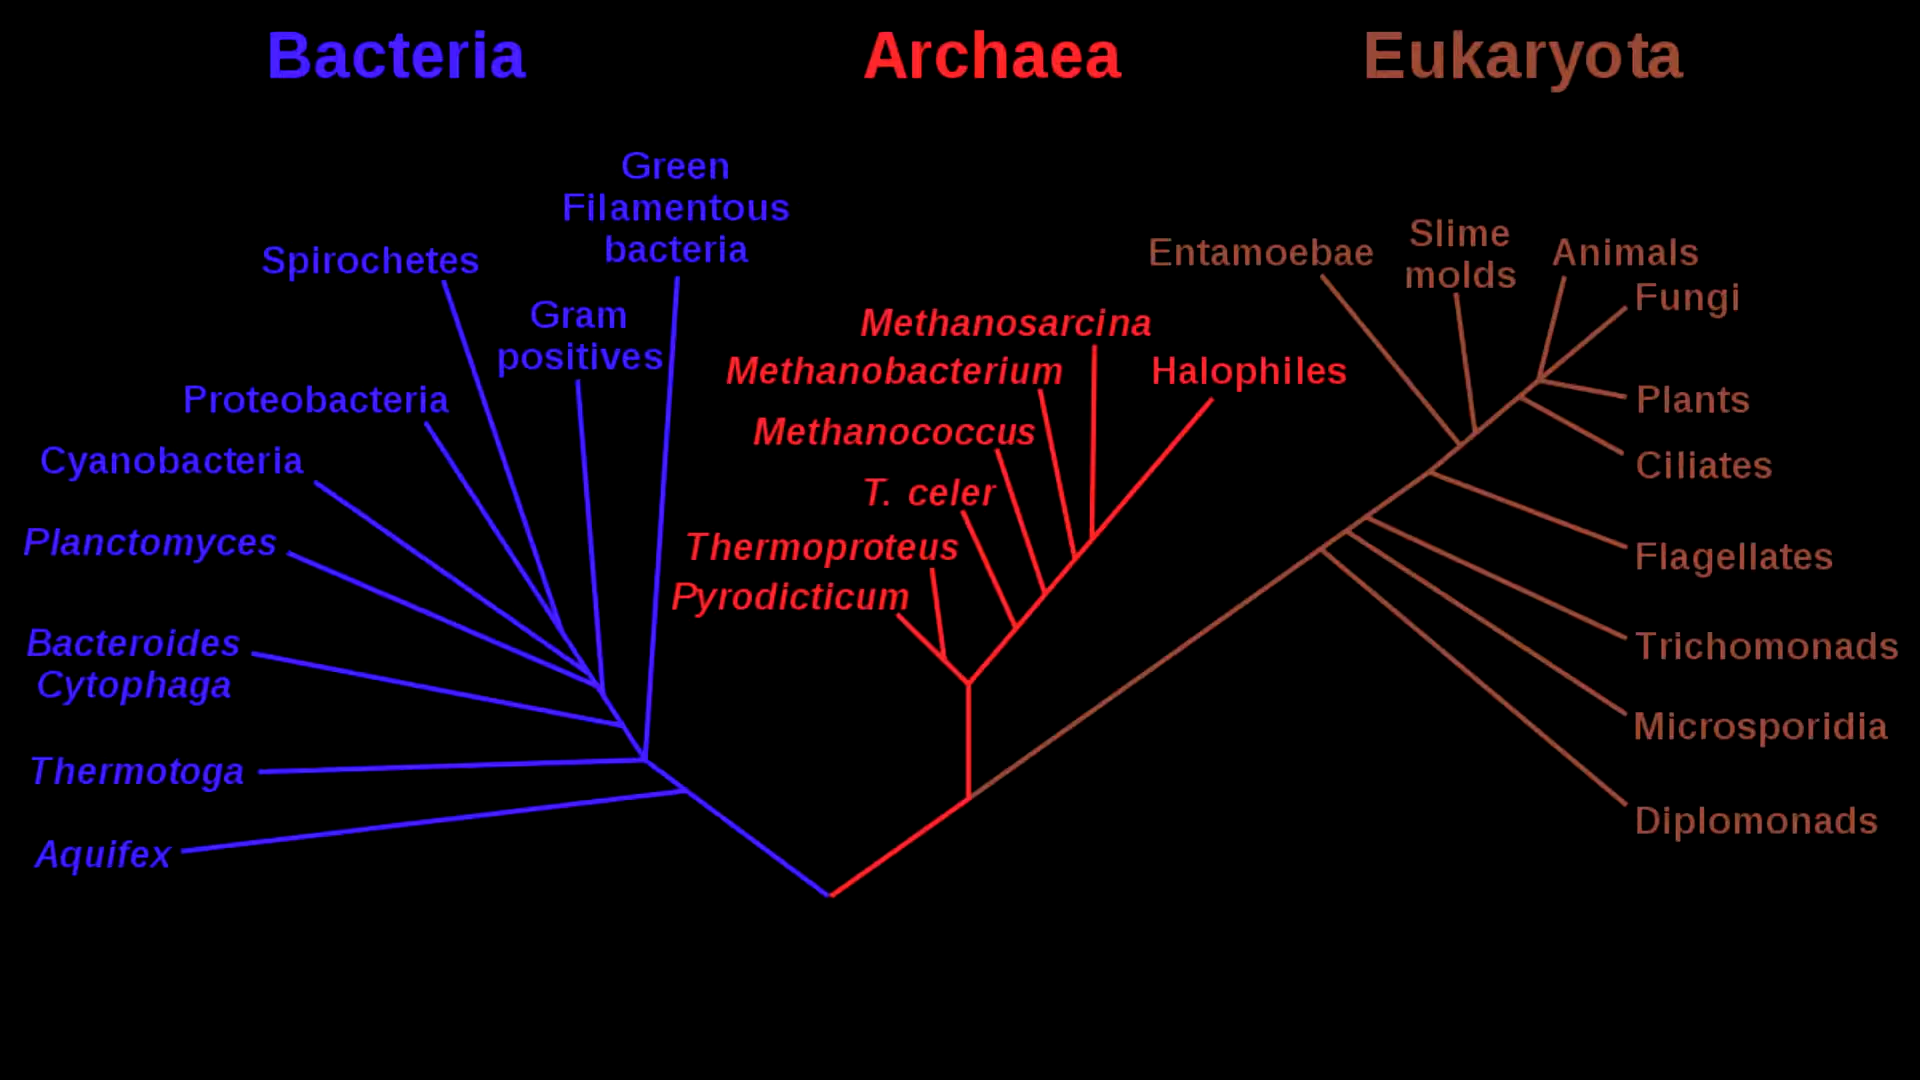 Bacteria
Archaea
Eukaryota
Green
Filamentous
bacteria
Spirochetes
Gram
positives
Proteobacteria
Cyanobacteria
Planctomyces
Bacteroides
Cytophaga
Thermotoga
Aquifex
Methanosarcina
Methanobacterium
Halophiles
Methanococcus
T. celer
Thermoproteus
Pyrodicticum
Entamoebae
Slime
molds
Animals
Fungi
Plants
Ciliates
Flagellates
Trichomonads
Microsporidia
Diplomonads